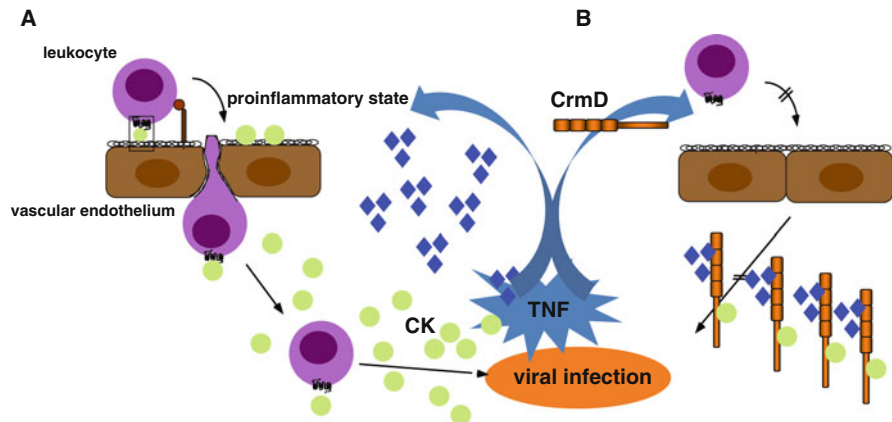 A
leukocyte
proinflammatory state
vascular endothelium
CK
TNF
viral infection
CrmD
B